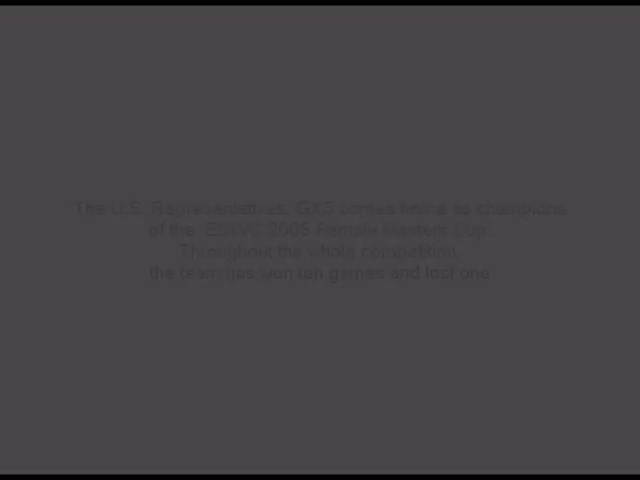 The U.S. Representatives, GX3 comes home as champions
of the ESWC 2005 Female Masters Cup.
Throughout the whole competition,
the team has won ten games and lost one